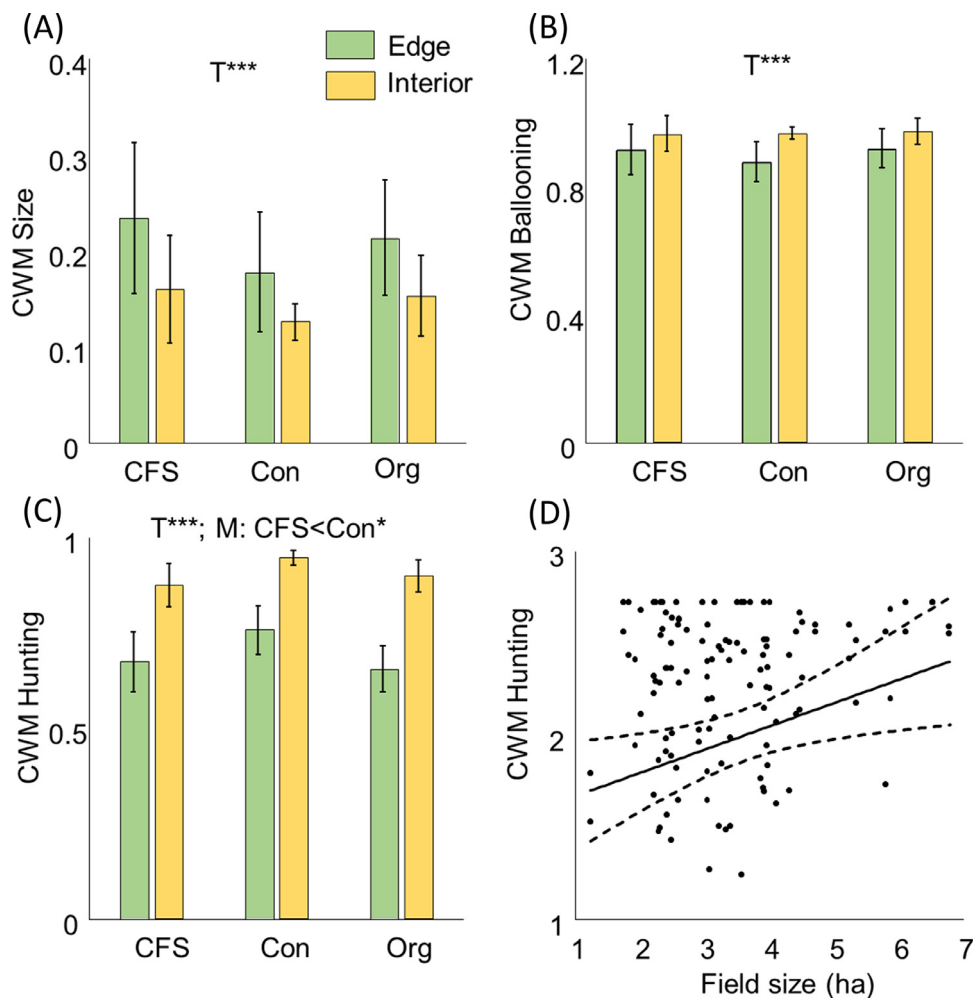 (A)
0.4
0.3
0.2
0.1
0
CWM Size
T***
Edge
Interior
CFS Con Org
(B)
1.2
0.8
0.4
0
CWM Ballooning
T***
CFS Con Org
(C)
1
0.5
0
CWM Hunting
T***; M: CFS<Con*
CFS Con Org
(D)
3
2
1
CWM Hunting
1 2 3 4 5 6 7
Field size (ha)